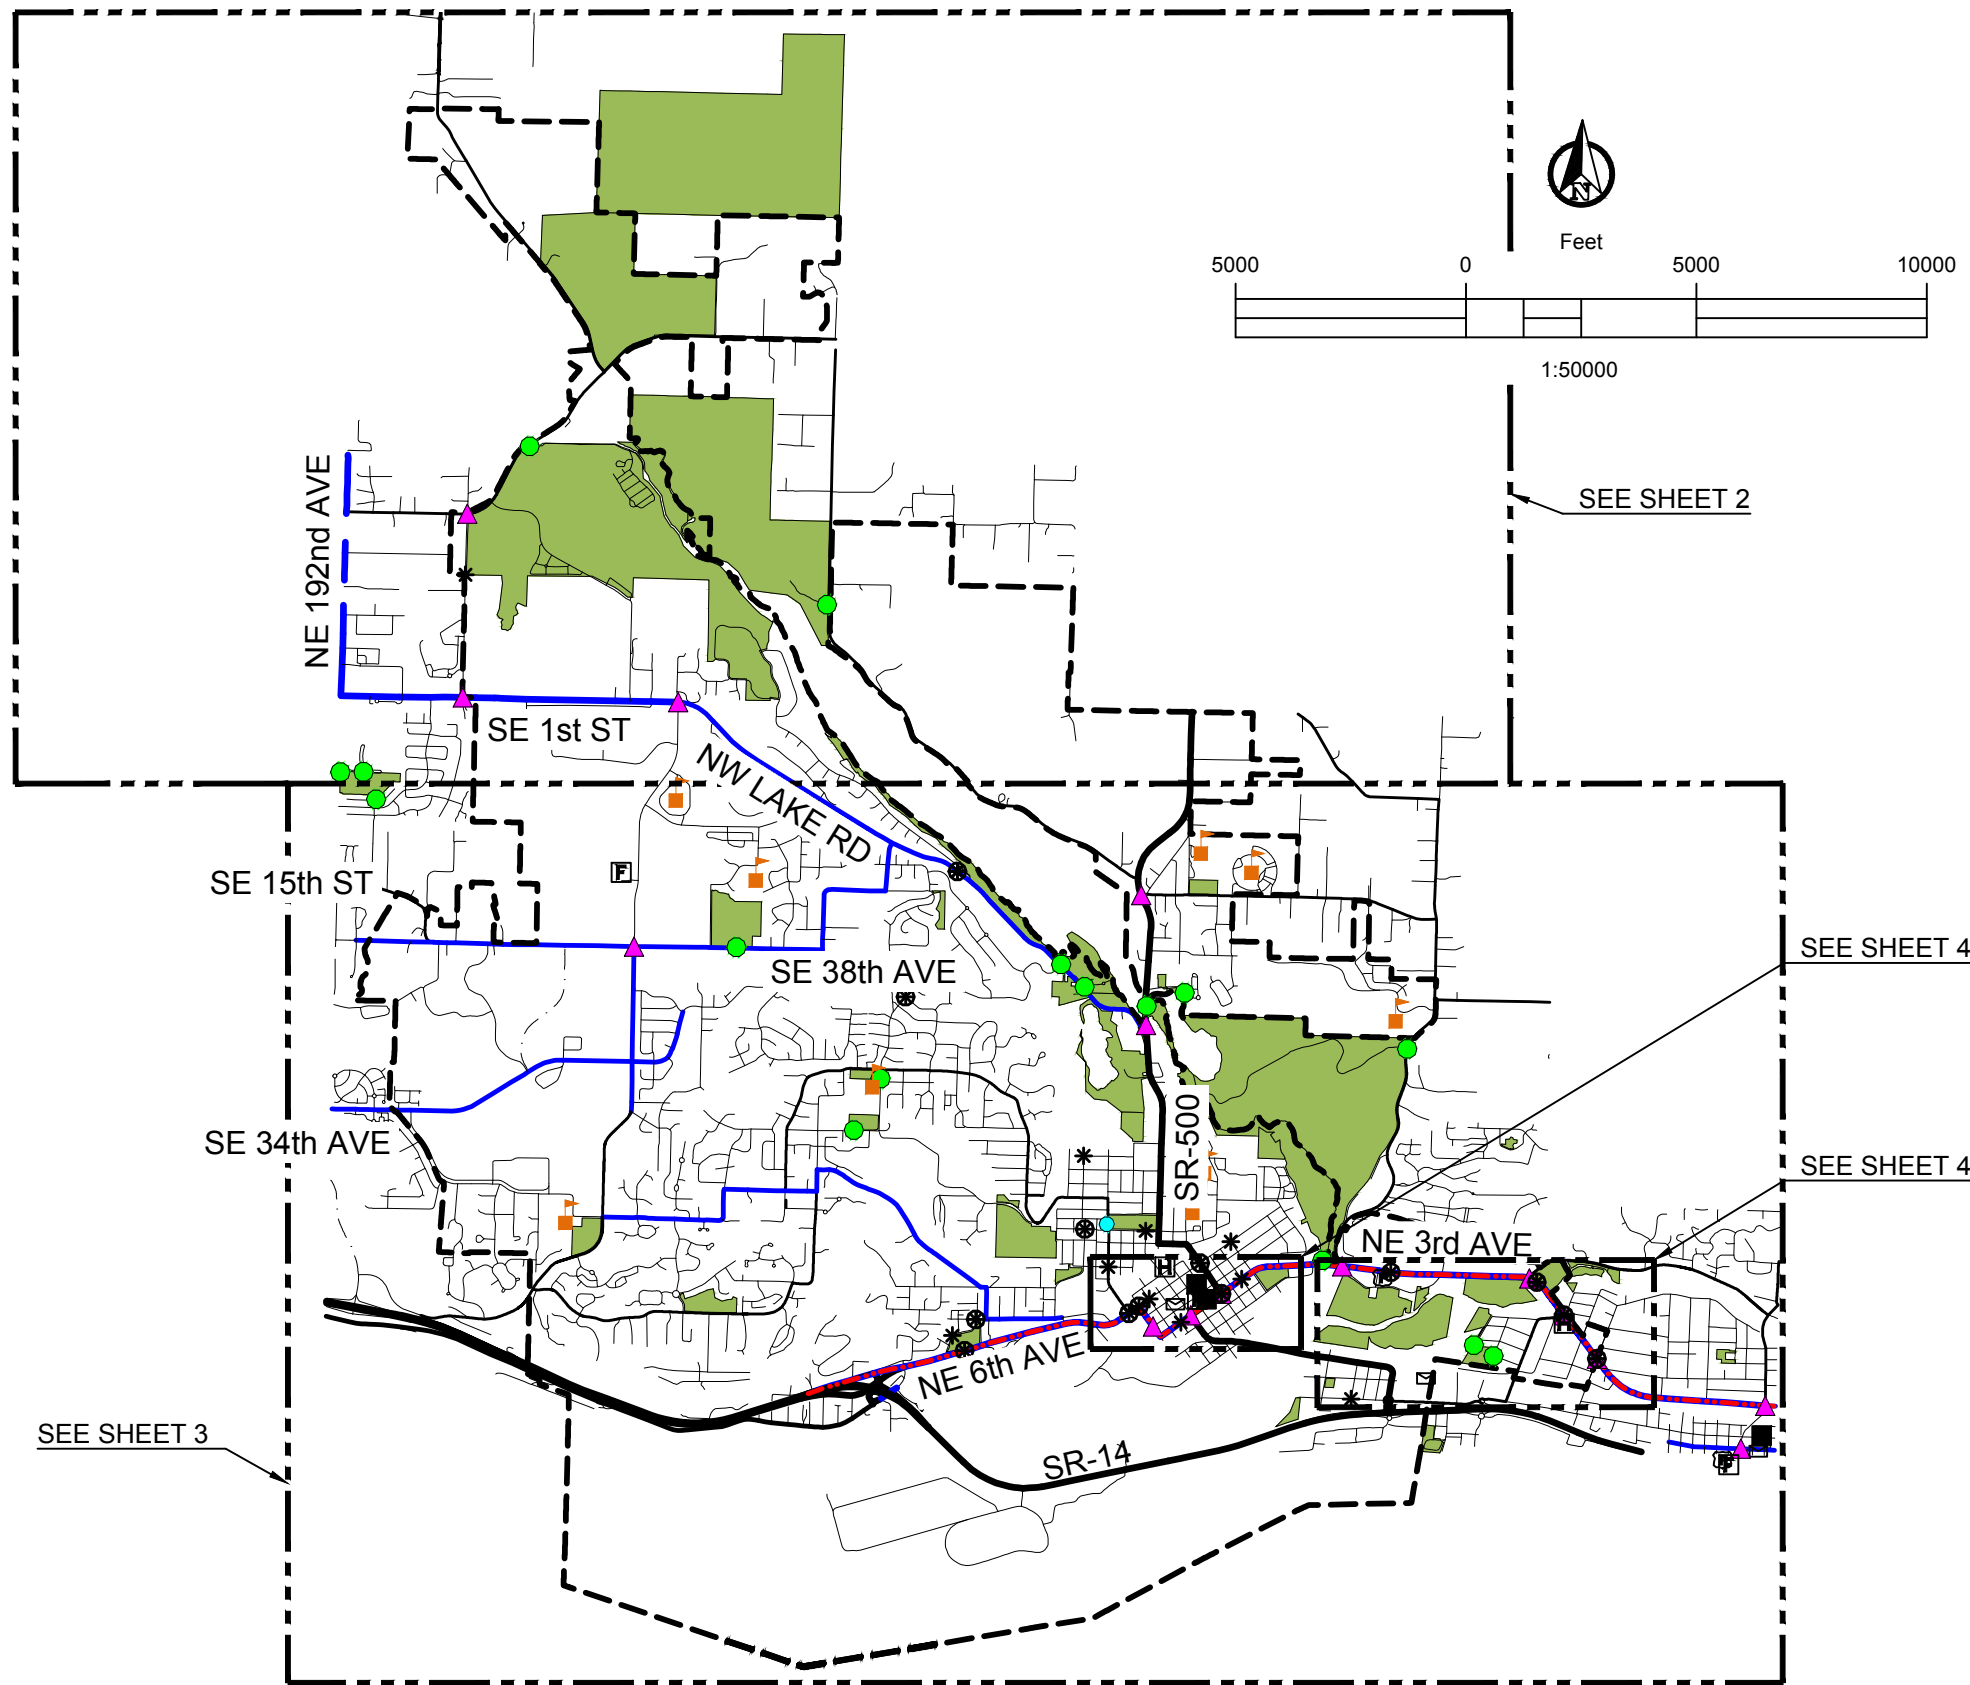 N
Feet
5000 0 5000 10000
1:50000
SEE SHEET 2
NE 192nd AVE
SE 1st ST
NW LAKE RD
SE 15th ST
F
SEE SHEET 4
SE 38th AVE
SR-500
SE 34th AVE
SEE SHEET 4
NE 3rd AVE
H
H
NE 6th AVE
SEE SHEET 3
SR-14
F